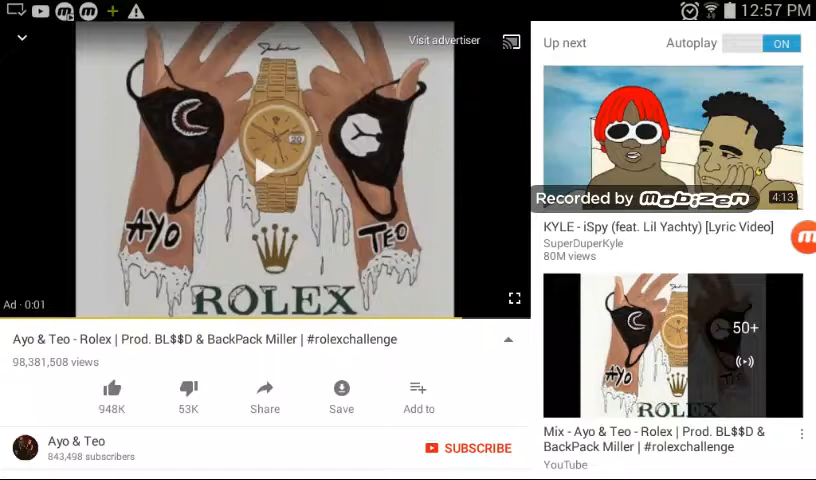 12:57 PM
Visit advertiser
Up next
Autoplay
ON
20
AYO
TEO
ROLEX
Ad · 0:01
Recorded by mobizen
4:13
KYLE - iSpy (feat. Lil Yachty) [Lyric Video]
SuperDuperKyle
80M views
Ayo & Teo - Rolex | Prod. BL$$D & BackPack Miller | #rolexchallenge
98,381,508 views
948K
53K
Share
Save
Add to
Ayo & Teo
843,498 subscribers
SUBSCRIBE
50+
AYO
ROLEX
Mix - Ayo & Teo - Rolex | Prod. BL$$D &
BackPack Miller | #rolexchallenge
YouTube